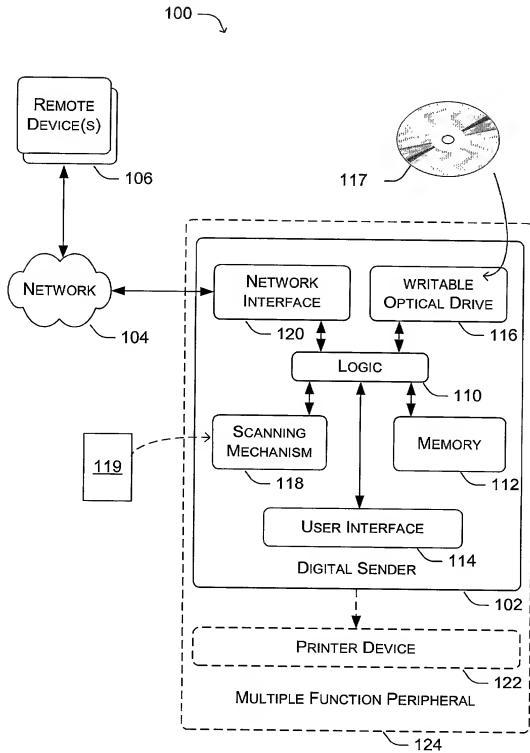 100
REMOTE
DEVICE(S)
106
117
NETWORK
104
NETWORK
INTERFACE
120
WRITABLE
OPTICAL DRIVE
116
LOGIC
110
119
SCANNING
MECHANISM
118
MEMORY
112
USER INTERFACE
114
DIGITAL SENDER
102
PRINTER DEVICE
122
MULTIPLE FUNCTION PERIPHERAL
124